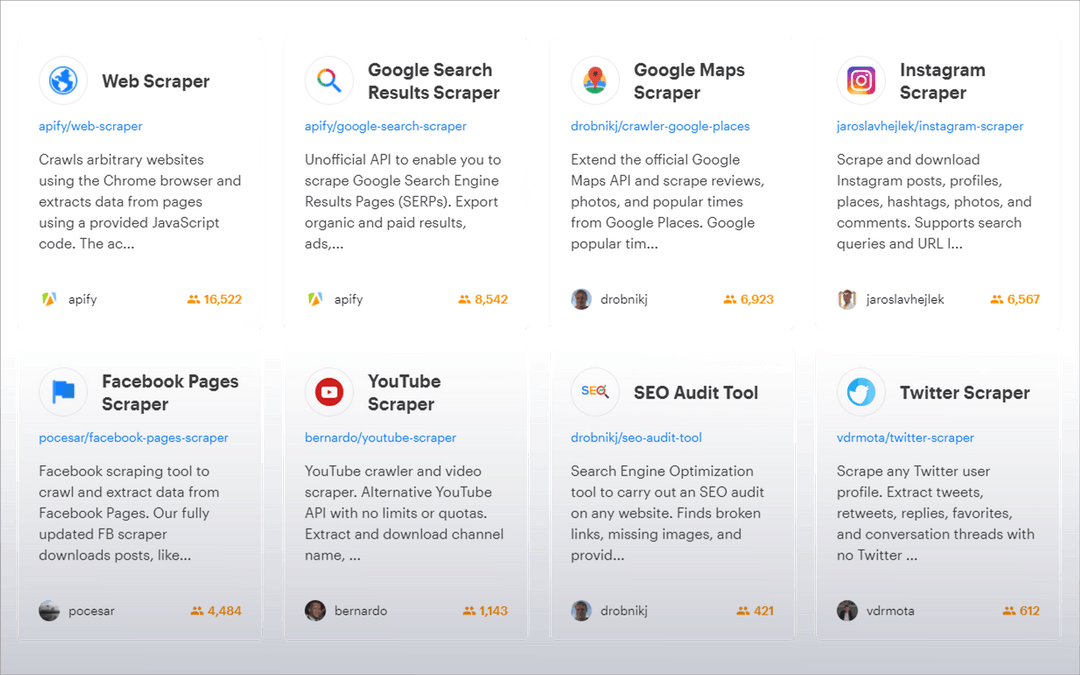 Web Scraper
apify/web-scraper
Crawls arbitrary websites
using the Chrome browser and
extracts data from pages
using a provided JavaScript
code. The ac...
apify
16,522
Google Search
Results Scraper
apify/google-search-scraper
Unofficial API to enable you to
scrape Google Search Engine
Results Pages (SERPs). Export
organic and paid results,
ads,...
apify
8,542
Google Maps
Scraper
drobnikj/crawler-google-places
Extend the official Google
Maps API and scrape reviews,
photos, and popular times
from Google Places. Google
popular tim...
drobnikj
6,923
Instagram
Scraper
jaroslavhejlek/instagram-scraper
Scrape and download
Instagram posts, profiles,
places, hashtags, photos, and
comments. Supports search
queries and URL l...
jaroslavhejlek
6,567
Facebook Pages
Scraper
pocesar/facebook-pages-scraper
Facebook scraping tool to
crawl and extract data from
Facebook Pages. Our fully
updated FB scraper
downloads posts, like...
pocesar
4,484
YouTube
Scraper
bernardo/youtube-scraper
YouTube crawler and video
scraper. Alternative YouTube
API with no limits or quotas.
Extract and download channel
name, ...
bernardo
1,143
SEO
SEO Audit Tool
drobnikj/seo-audit-tool
Search Engine Optimization
tool to carry out an SEO audit
on any website. Finds broken
links, missing images, and
provid...
drobnikj
421
Twitter Scraper
vdrmota/twitter-scraper
Scrape any Twitter user
profile. Extract tweets,
retweets, replies, favorites,
and conversation threads with
no Twitter ...
vdrmota
612